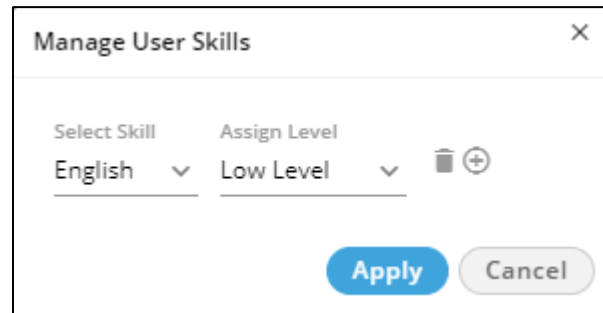 Manage User Skills
Select Skill Assign Level
English Low Level
Apply Cancel